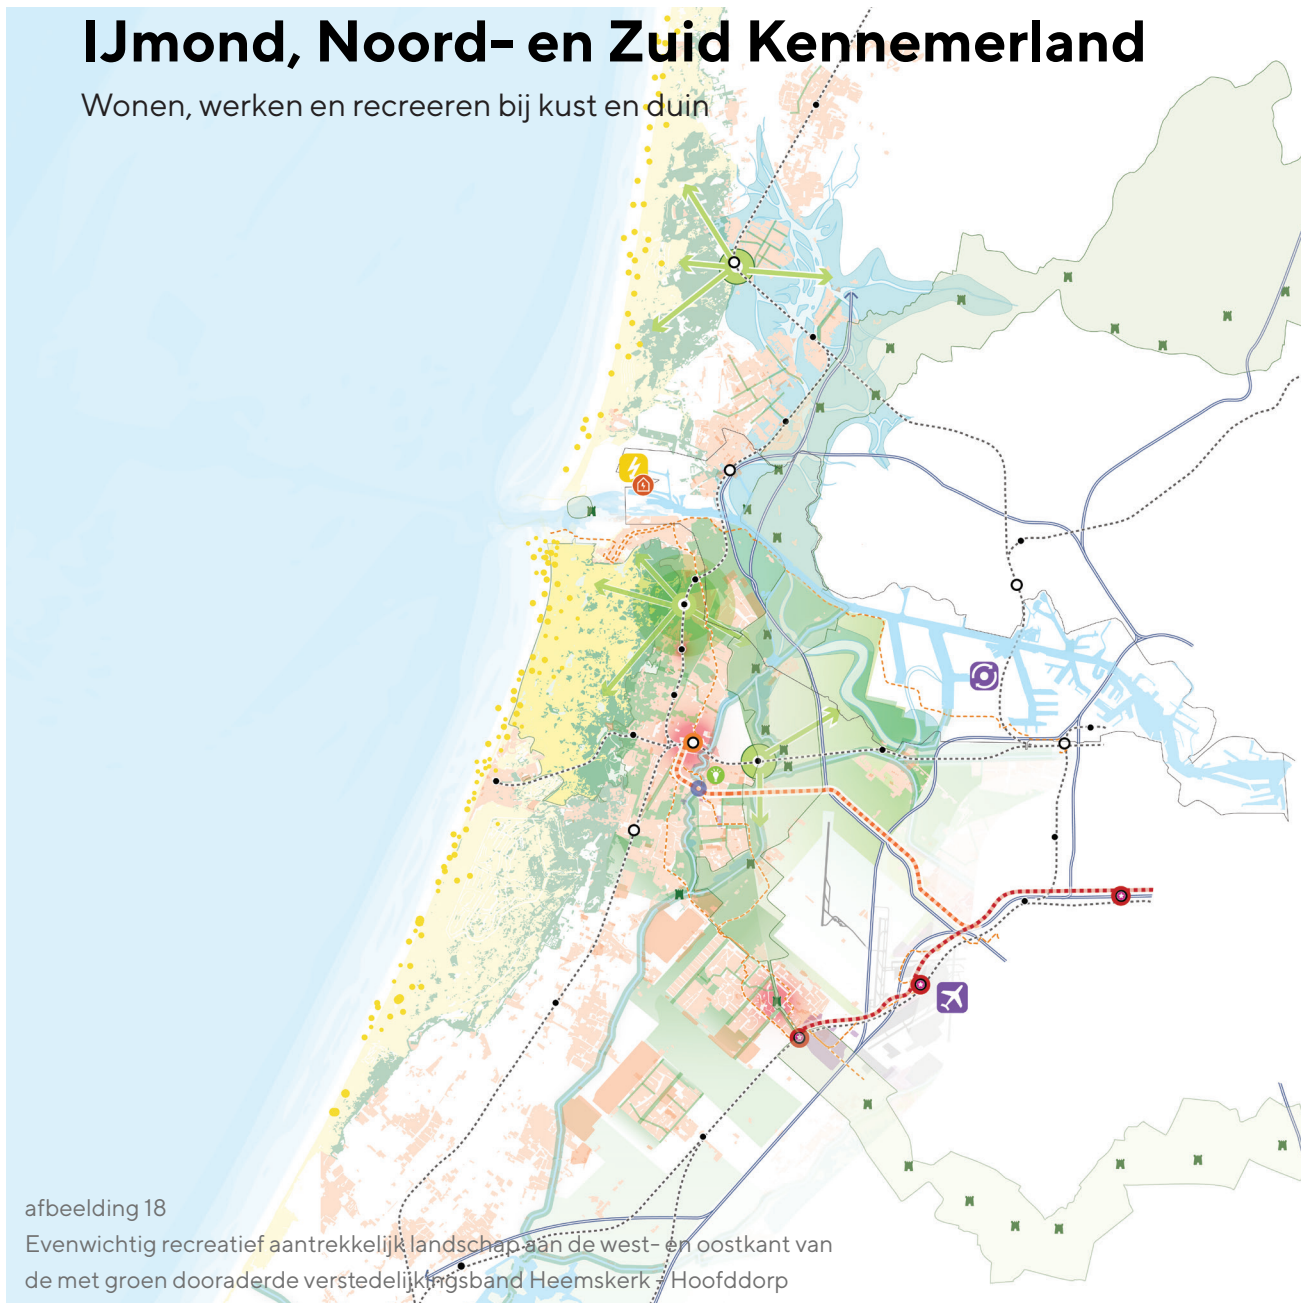 IJmond, Noord- en Zuid Kennemerland
Wonen, werken en recreeren bij kust en duin
afbeelding 18
Evenwichtig recreatief aantrekkelijk landschap aan de west- en oostkant van
de met groen dooraderde verstedelijkingsband Heemskerk - Hoofddorp